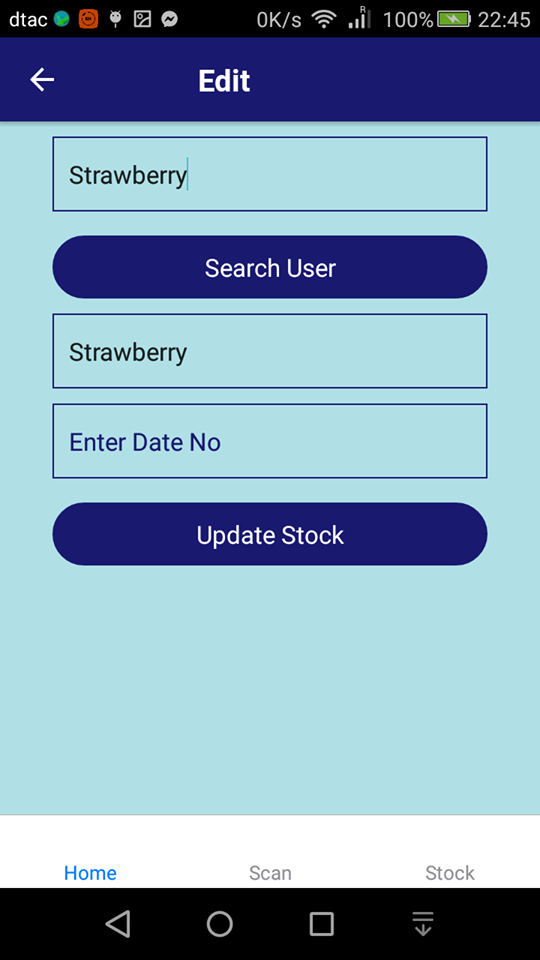 dtac 0K/s R 100% 22:45
Edit
Strawberry
Search User
Strawberry
Enter Date No
Update Stock
Home Scan Stock